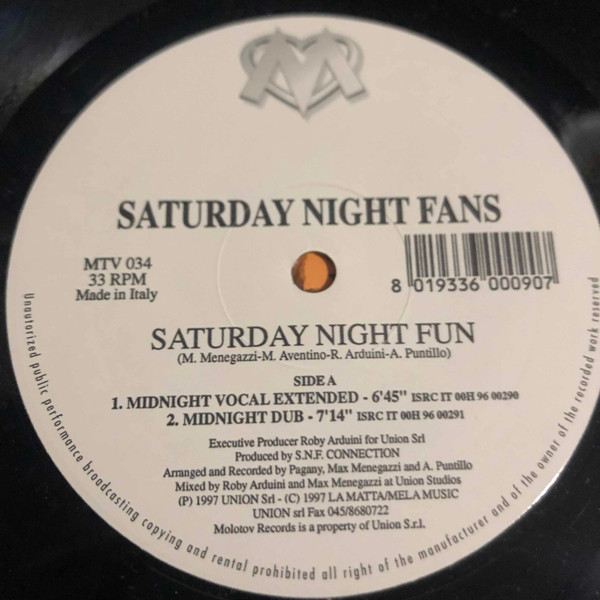 M
SATURDAY NIGHT FANS
MTV 034
33 RPM
Made in Italy
8 019336 000907
SATURDAY NIGHT FUN
(M. Menegazzi-M. Aventino-R. Arduini-A. Puntillo)
SIDE A
1. MIDNIGHT VOCAL EXTENDED - 6'45" ISRC IT 00H 96 00290
2. MIDNIGHT DUB - 7'14" ISRC IT 00H 96 00291
Executive Producer Roby Arduini for Union Srl
Produced by S.N.F. CONNECTION
Arranged and Recorded by Pagany, Max Menegazzi and A. Puntillo
Mixed by Roby Arduini and Max Menegazzi at Union Studios
(P) 1997 UNION Srl - (C) 1997 LA MATTA/MELA MUSIC
UNION srl Fax 045/8680722
Molotov Records is a property of Union S.r.l.
Unautorized public performance broadcasting copying and rental prohibited all right of the manufacturer and of the owner of the recorded work reserved